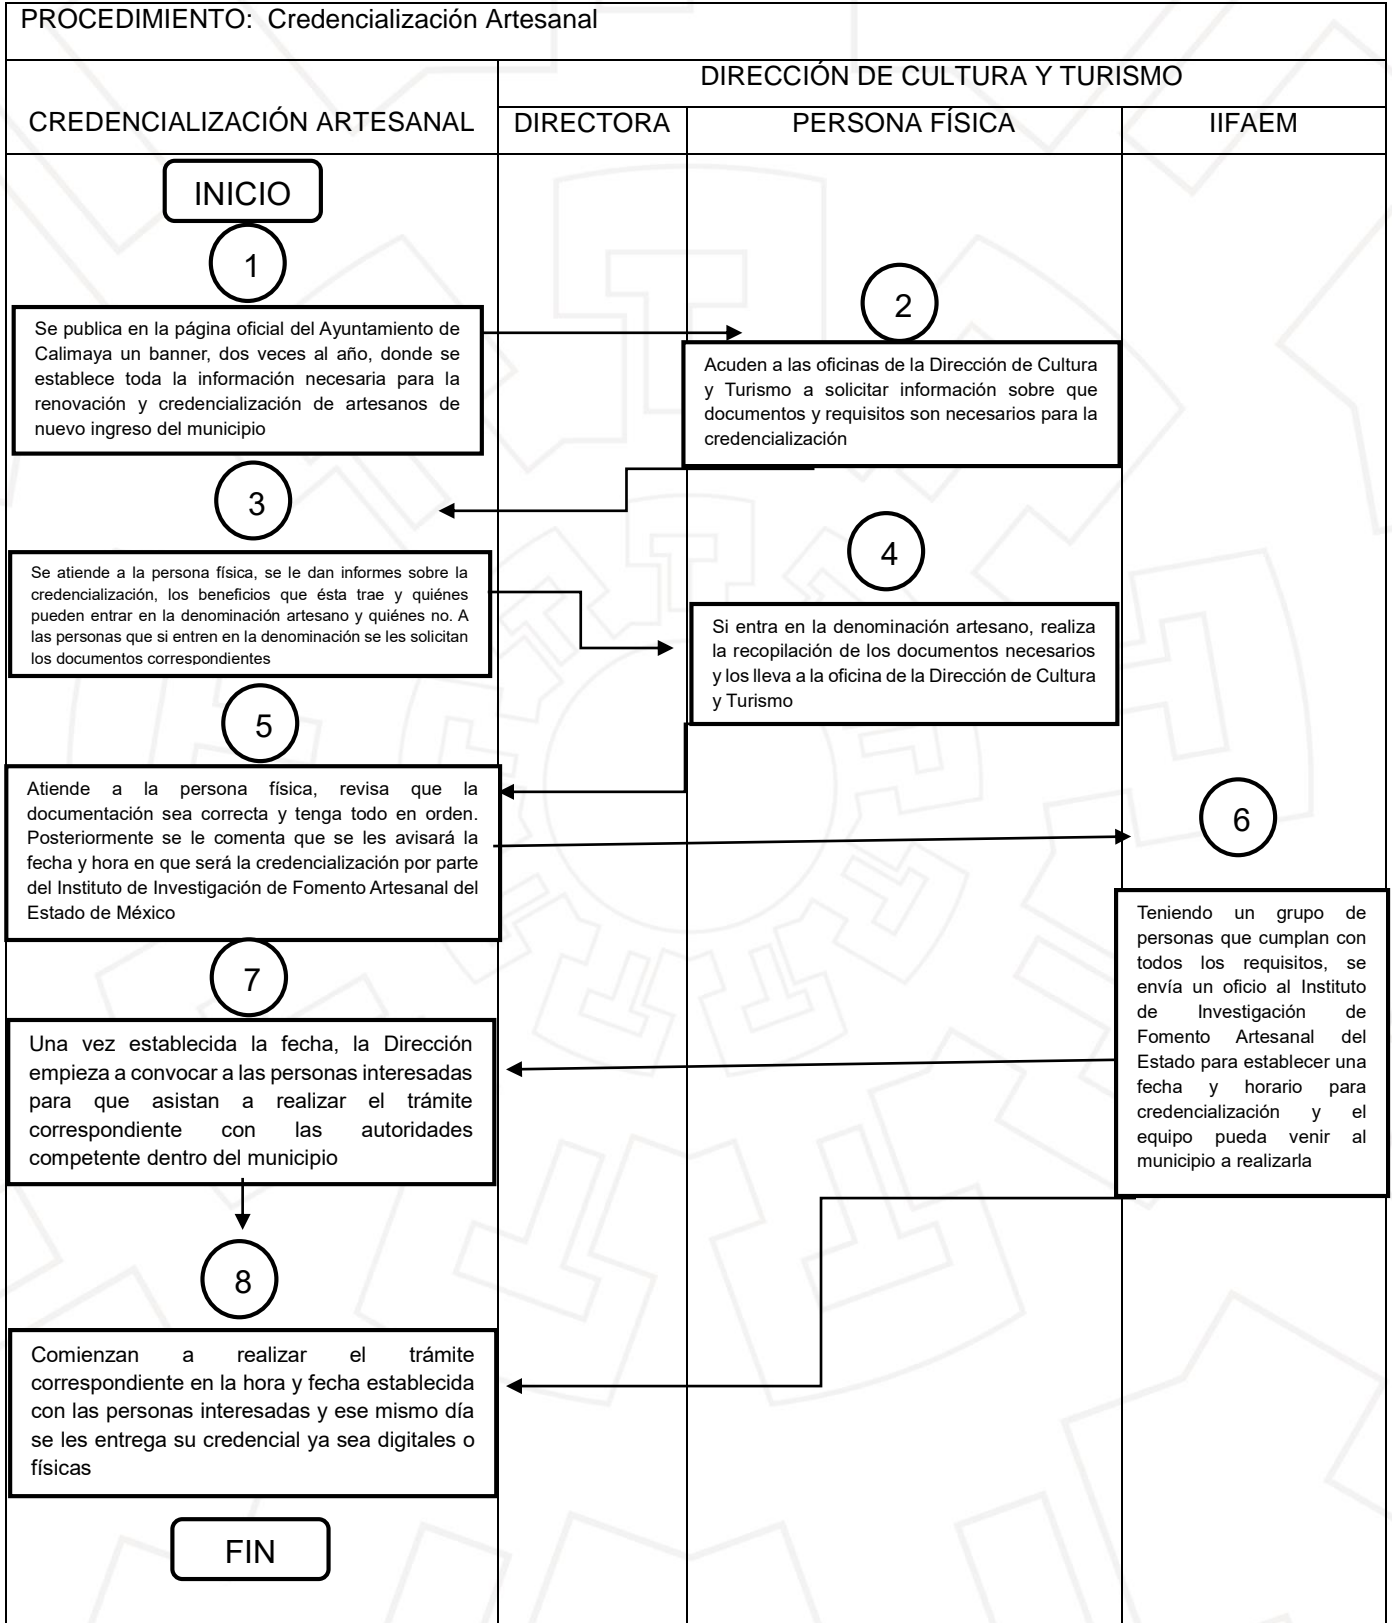 PROCEDIMIENTO: Credencialización Artesanal
DIRECCIÓN DE CULTURA Y TURISMO
CREDENCIALIZACIÓN ARTESANAL
DIRECTORA
PERSONA FÍSICA
IIFAEM
INICIO
1
Se publica en la página oficial del Ayuntamiento de
Calimaya un banner, dos veces al año, donde se
establece toda la información necesaria para la
renovación y credencialización de artesanos de
nuevo ingreso del municipio
2
Acuden a las oficinas de la Dirección de Cultura
y Turismo a solicitar información sobre que
documentos y requisitos son necesarios para la
credencialización
3
Se atiende a la persona física, se le dan informes sobre la
credencialización, los beneficios que ésta trae y quiénes
pueden entrar en la denominación artesano y quiénes no. A
las personas que si entren en la denominación se les solicitan
los documentos correspondientes
4
Si entra en la denominación artesano, realiza
la recopilación de los documentos necesarios
y los lleva a la oficina de la Dirección de Cultura
y Turismo
5
Atiende a la persona física, revisa que la
documentación sea correcta y tenga todo en orden.
Posteriormente se le comenta que se les avisará la
fecha y hora en que será la credencialización por parte
del Instituto de Investigación de Fomento Artesanal del
Estado de México
6
Teniendo un grupo de
personas que cumplan con
todos los requisitos, se
envía un oficio al Instituto
de Investigación de
Fomento Artesanal del
Estado para establecer una
fecha y horario para
credencialización y el
equipo pueda venir al
municipio a realizarla
7
Una vez establecida la fecha, la Dirección
empieza a convocar a las personas interesadas
para que asistan a realizar el trámite
correspondiente con las autoridades
competente dentro del municipio
8
Comienzan a realizar el trámite
correspondiente en la hora y fecha establecida
con las personas interesadas y ese mismo día
se les entrega su credencial ya sea digitales o
físicas
FIN